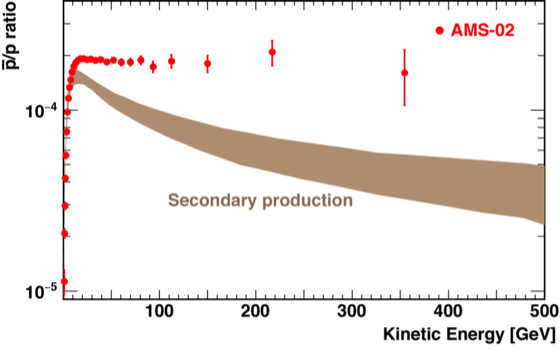 p̅/p ratio
AMS-02
10⁻⁴
Secondary production
10⁻⁵
100 200 300 400 500
Kinetic Energy [GeV]